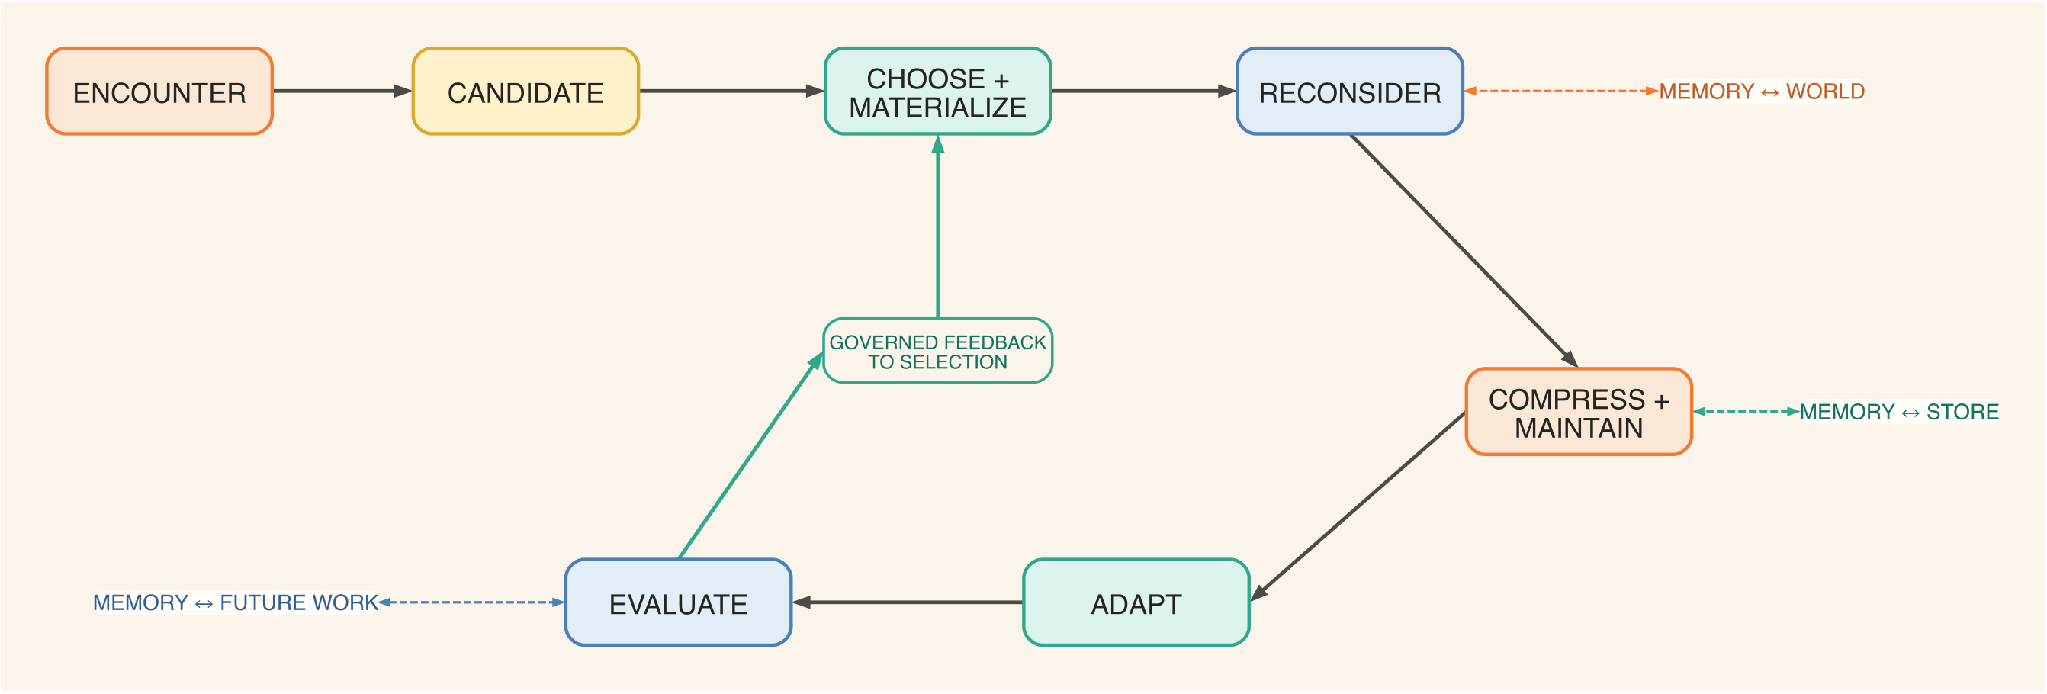 ENCOUNTER
CANDIDATE
CHOOSE +
MATERIALIZE
RECONSIDER
MEMORY ↔ WORLD
GOVERNED FEEDBACK
TO SELECTION
COMPRESS +
MAINTAIN
MEMORY ↔ STORE
MEMORY ↔ FUTURE WORK
EVALUATE
ADAPT